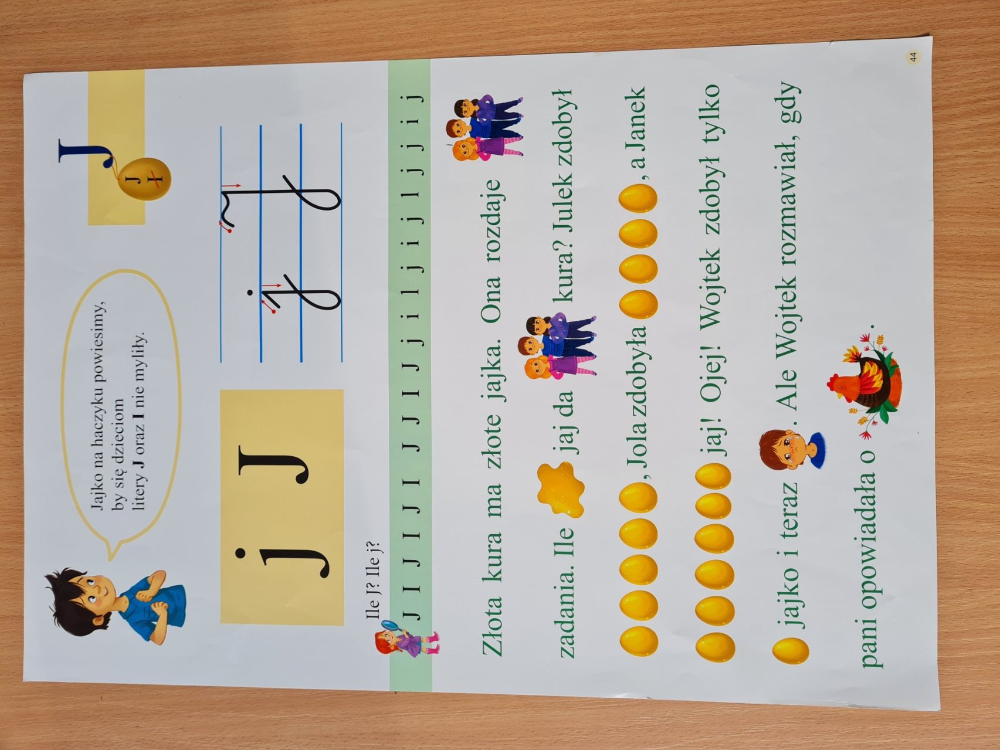 Jajko na haczyku powiesimy,
by się dzieciom
litery J oraz I nie myliły.
J
J
I
j J
j J
Ile J? Ile j?
J I J I J I J J I J j i l j i j l j j i j
Złota kura ma złote jajka. Ona rozdaje
zadania. Ile jaj da kura? Julek zdobył
, Jola zdobyła , a Janek
jaj! Ojej! Wojtek zdobył tylko
jajko i teraz . Ale Wojtek rozmawiał, gdy
pani opowiadała o .
44